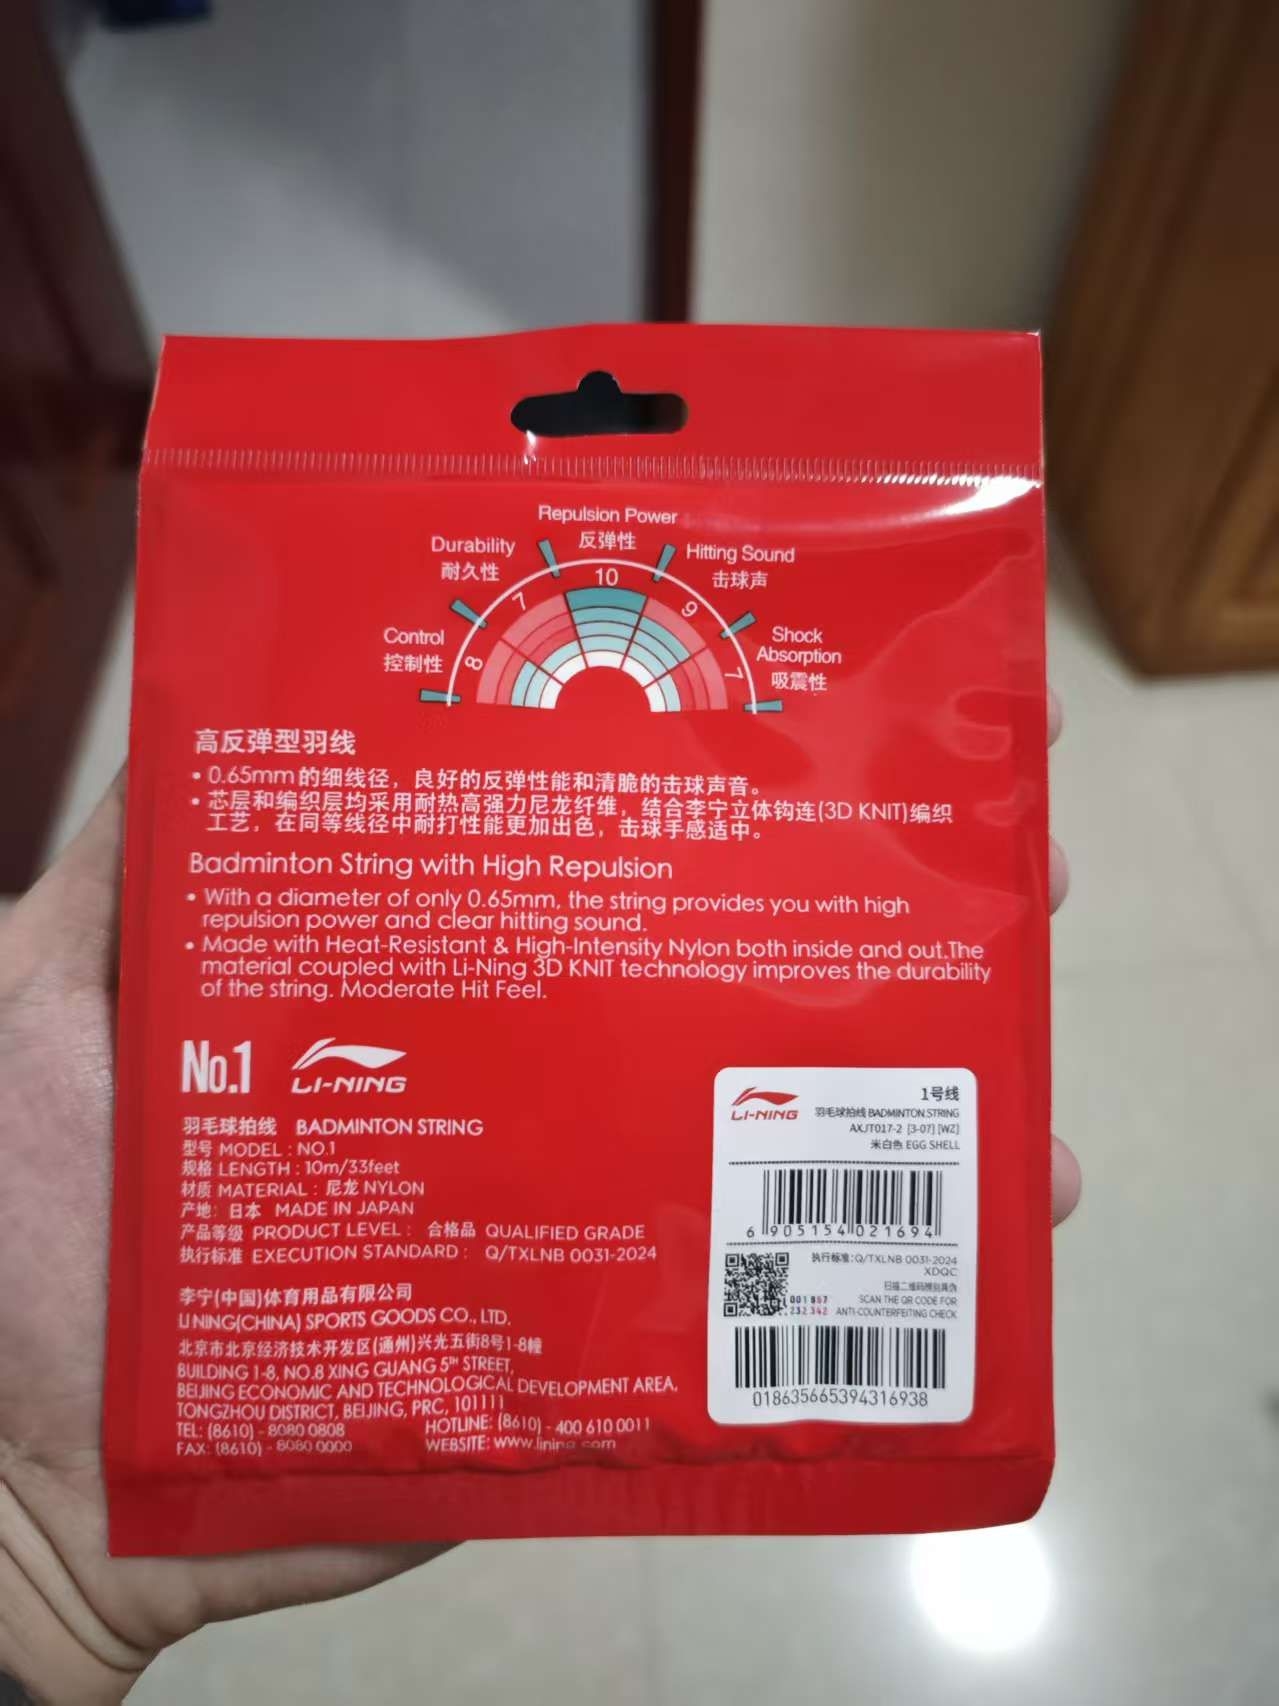 Repulsion Power
反弹性
Durability
耐久性
Hitting Sound
击球声
Control
控制性
Shock
Absorption
吸震性
8
7
10
9
7
高反弹型羽线
• 0.65mm的细线径，良好的反弹性能和清脆的击球声音。
• 芯层和编织层均采用耐热高强力尼龙纤维，结合李宁立体钩连(3D KNIT)编织
工艺，在同等线径中耐打性能更加出色，击球手感适中。
Badminton String with High Repulsion
• With a diameter of only 0.65mm, the string provides you with high
repulsion power and clear hitting sound.
• Made with Heat-Resistant & High-Intensity Nylon both inside and out.The
material coupled with Li-Ning 3D KNIT technology improves the durability
of the string. Moderate Hit Feel.
No.1 LI-NING
羽毛球拍线 BADMINTON STRING
型号 MODEL : NO.1
规格 LENGTH : 10m/33feet
材质 MATERIAL : 尼龙 NYLON
产地: 日本 MADE IN JAPAN
产品等级 PRODUCT LEVEL : 合格品 QUALIFIED GRADE
执行标准 EXECUTION STANDARD : Q/TXLNB 0031-2024
李宁(中国)体育用品有限公司
LI NING(CHINA) SPORTS GOODS CO., LTD.
北京市北京经济技术开发区(通州)兴光五街8号1-8幢
BUILDING 1-8, NO.8 XING GUANG 5TH STREET,
BEIJING ECONOMIC AND TECHNOLOGICAL DEVELOPMENT AREA,
TONGZHOU DISTRICT, BEIJING, PRC, 101111
TEL: (8610) - 8080 0808 HOTLINE: (8610) - 400 610 0011
FAX: (8610) - 8080 0000 WEBSITE: www.lining.com
LI-NING
1号线
羽毛球拍线 BADMINTON STRING
AXJT017-2 [3-07] [WZ]
米白色 EGG SHELL
6 905154 021694
执行标准: Q/TXLNB 0031-2024
XDQC
扫描二维码辨别真伪
SCAN THE QR CODE FOR
ANTI-COUNTERFEITING CHECK
001867
232342
018635665394316938